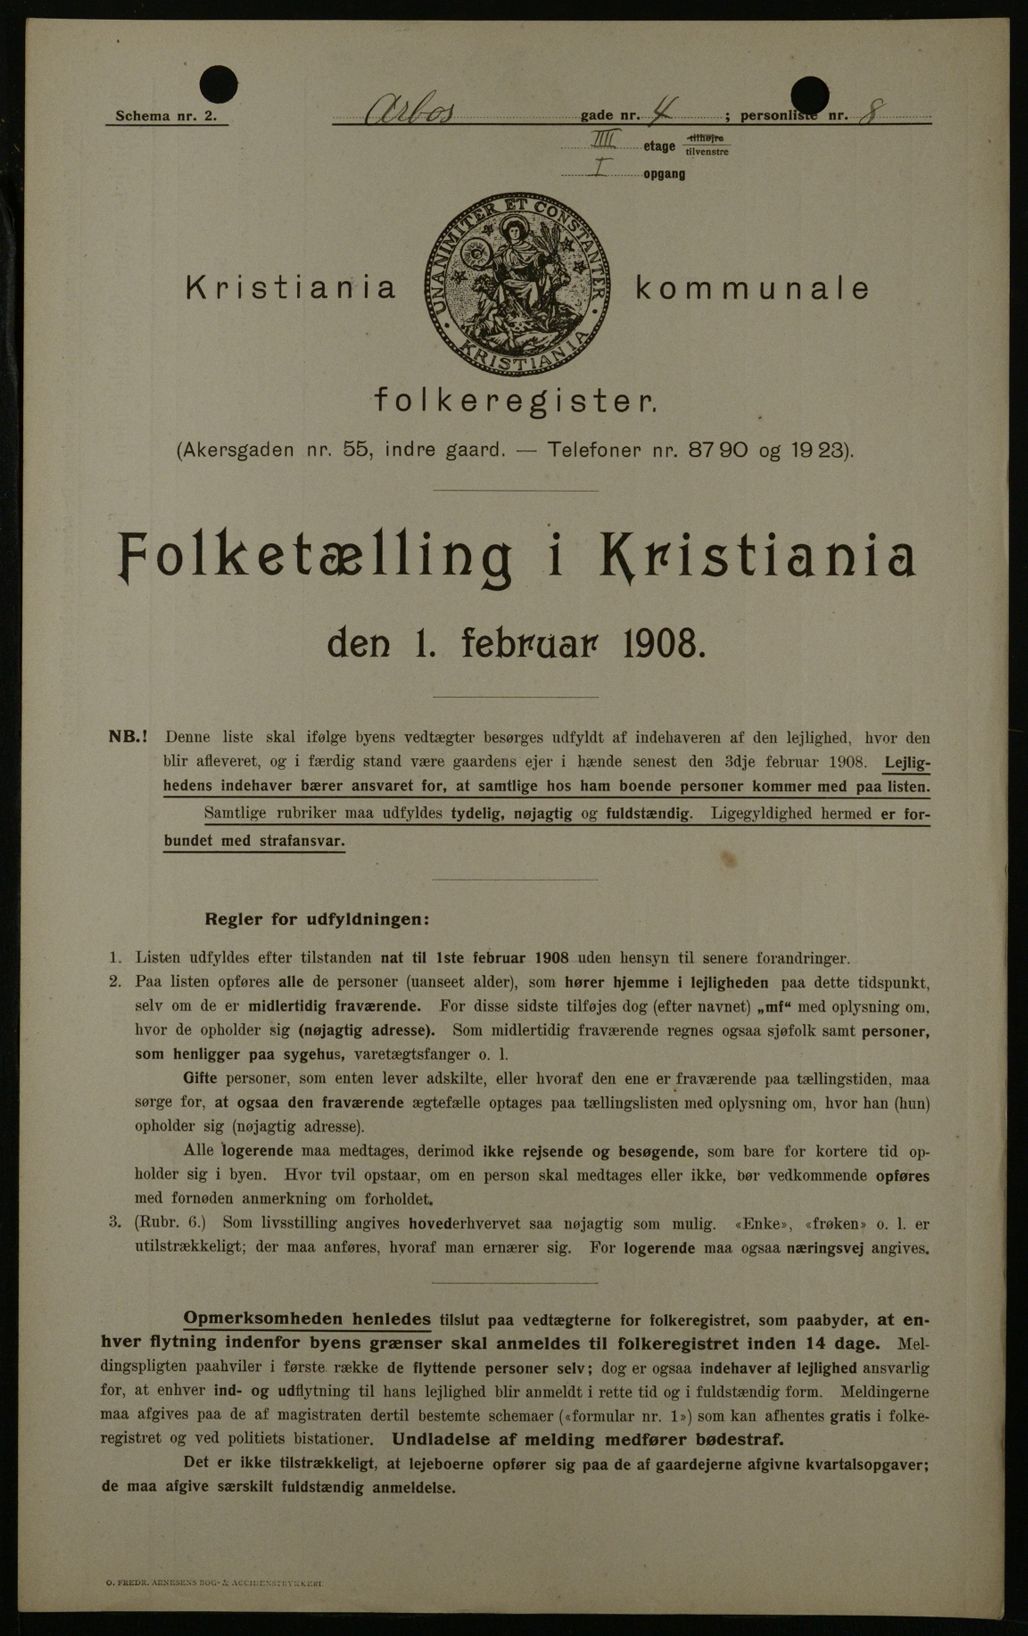 Schema nr. 2.
Arbos gade nr. 4 ; personliste nr. 8
IIII etage tilhøjre tilvenstre
I opgang
UNANIMITER ET CONSTANTER
KRISTIANIA
Kristiania kommunale
folkeregister.
(Akersgaden nr. 55, indre gaard. — Telefoner nr. 87 90 og 19 23).
Folketælling i Kristiania
den 1. februar 1908.
NB.! Denne liste skal ifølge byens vedtægter besørges udfyldt af indehaveren af den lejlighed, hvor den
blir afleveret, og i færdig stand være gaardens ejer i hænde senest den 3dje februar 1908. Lejlig-
hedens indehaver bærer ansvaret for, at samtlige hos ham boende personer kommer med paa listen.
Samtlige rubriker maa udfyldes tydelig, nøjagtig og fuldstændig. Ligegyldighed hermed er for-
bundet med strafansvar.
Regler for udfyldningen:
1. Listen udfyldes efter tilstanden nat til 1ste februar 1908 uden hensyn til senere forandringer.
2. Paa listen opføres alle de personer (uanseet alder), som hører hjemme i lejligheden paa dette tidspunkt,
selv om de er midlertidig fraværende. For disse sidste tilføjes dog (efter navnet) „mf“ med oplysning om,
hvor de opholder sig (nøjagtig adresse). Som midlertidig fraværende regnes ogsaa sjøfolk samt personer,
som henligger paa sygehus, varetægtsfanger o. l.
Gifte personer, som enten lever adskilte, eller hvoraf den ene er fraværende paa tællingstiden, maa
sørge for, at ogsaa den fraværende ægtefælle optages paa tællingslisten med oplysning om, hvor han (hun)
opholder sig (nøjagtig adresse).
Alle logerende maa medtages, derimod ikke rejsende og besøgende, som bare for kortere tid op-
holder sig i byen. Hvor tvil opstaar, om en person skal medtages eller ikke, bør vedkommende opføres
med fornøden anmerkning om forholdet.
3. (Rubr. 6.) Som livsstilling angives hovederhvervet saa nøjagtig som mulig. «Enke», «frøken» o. l. er
utilstrækkeligt; der maa anføres, hvoraf man ernærer sig. For logerende maa ogsaa næringsvej angives.
Opmerksomheden henledes tilslut paa vedtægterne for folkeregistret, som paabyder, at en-
hver flytning indenfor byens grænser skal anmeldes til folkeregistret inden 14 dage. Mel-
dingspligten paahviler i første række de flyttende personer selv; dog er ogsaa indehaver af lejlighed ansvarlig
for, at enhver ind- og udflytning til hans lejlighed blir anmeldt i rette tid og i fuldstændig form. Meldingerne
maa afgives paa de af magistraten dertil bestemte schemaer («formular nr. 1») som kan afhentes gratis i folke-
registret og ved politiets bistationer. Undladelse af melding medfører bødestraf.
Det er ikke tilstrækkeligt, at lejeboerne opfører sig paa de af gaardejerne afgivne kvartalsopgaver;
de maa afgive særskilt fuldstændig anmeldelse.
O. FREDR. ARNESENS BOG- & ACCIDENSTRYKKERI.